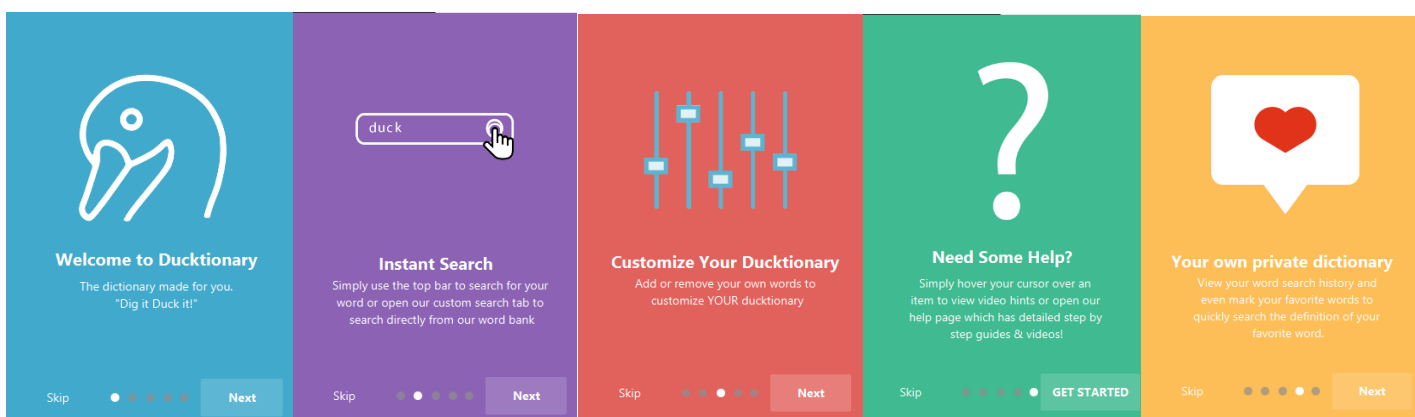 Welcome to Ducktionary
The dictionary made for you.
"Dig it Duck it!"
Skip
Next
duck
Instant Search
Simply use the top bar to search for your
word or open our custom search tab to
search directly from our word bank
Skip
Next
Customize Your Ducktionary
Add or remove your own words to
customize YOUR ducktionary
Skip
Next
?
Need Some Help?
Simply hover your cursor over an
item to view video hints or open our
help page which has detailed step by
step guides & videos!
Skip
GET STARTED
Your own private dictionary
View your word search history and
even mark your favorite words to
quickly search the definition of your
favorite word.
Skip
Next